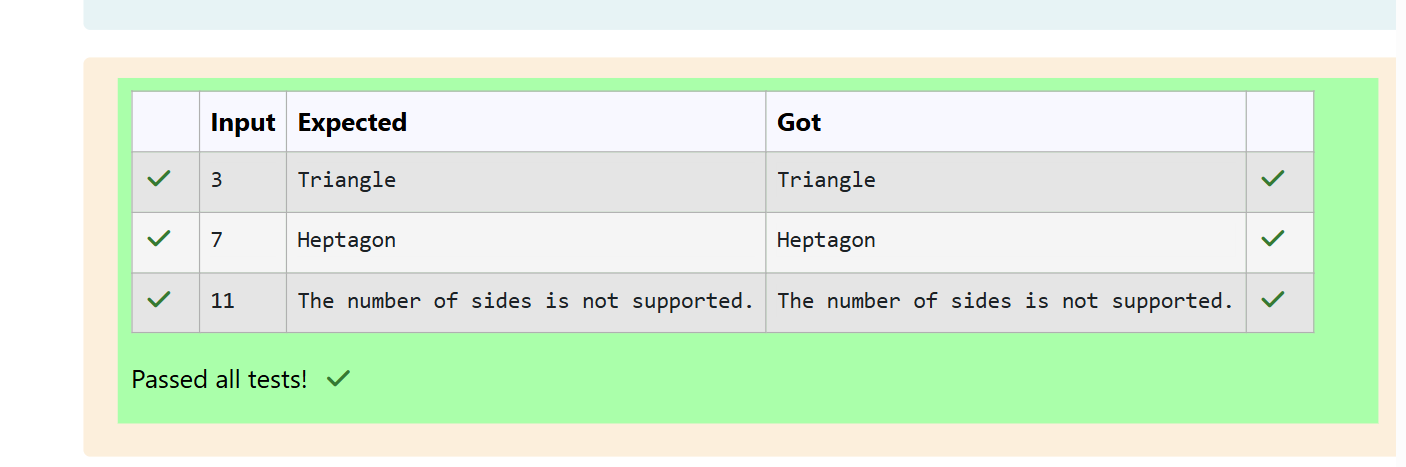 Input Expected Got
3 Triangle Triangle
7 Heptagon Heptagon
11 The number of sides is not supported. The number of sides is not supported.
Passed all tests!